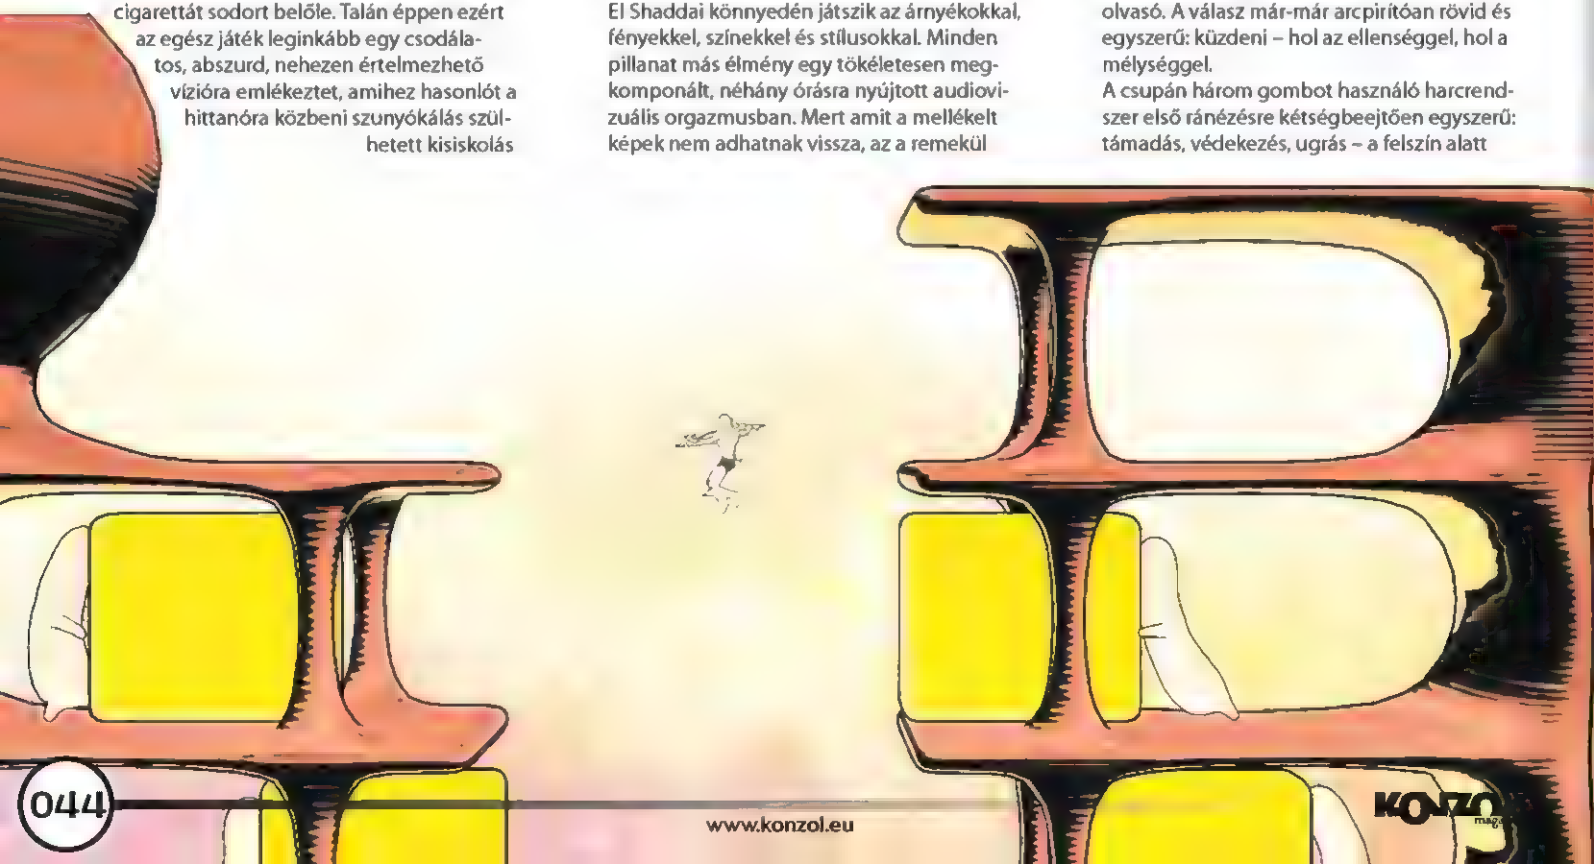 cigarettát sodort belőle. Talán éppen ezért
az egész játék leginkább egy csodála-
tos, abszurd, nehezen értelmezhető
vízióra emlékeztet, amihez hasonlót a
hittanóra közbeni szunyókálás szül-
hetett kisiskolás
El Shaddai könnyedén játszik az árnyékokkal,
fényekkel, színekkel és stílusokkal. Minden
pillanat más élmény egy tökéletesen meg-
komponált, néhány órásra nyújtott audiovi-
zuális orgazmusban. Mert amit a mellékelt
képek nem adhatnak vissza, az a remekül
olvasó. A válasz már-már arcpirítóan rövid és
egyszerű: küzdeni – hol az ellenséggel, hol a
mélységgel.
A csupán három gombot használó harcrend-
szer első ránézésre kétségbeejtően egyszerű:
támadás, védekezés, ugrás – a felszín alatt
044
www.konzol.eu
KONZOL